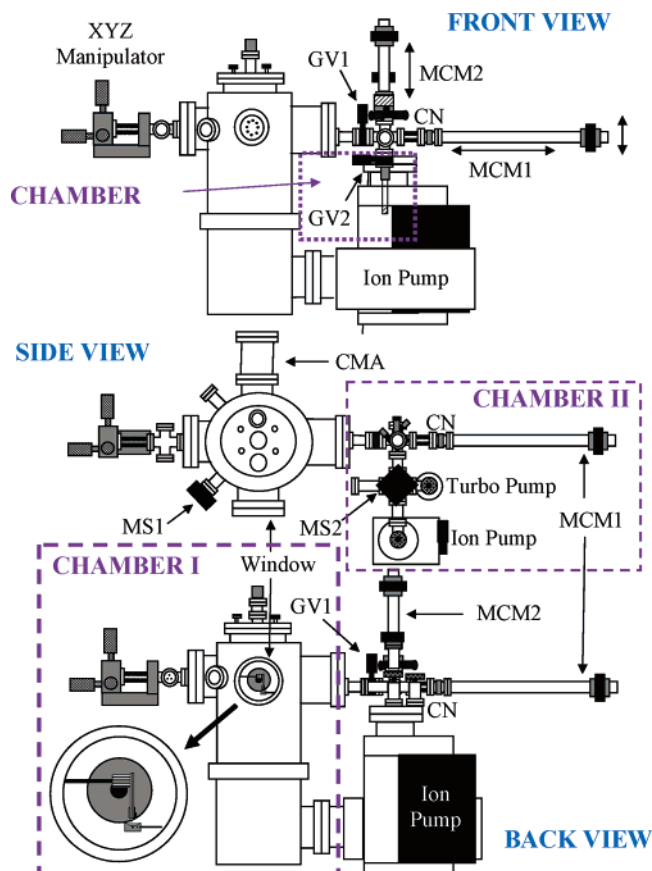 XYZ
Manipulator
FRONT VIEW
GV1
MCM2
CN
MCM1
CHAMBER
GV2
Ion Pump
SIDE VIEW
CMA
CHAMBER II
CN
Turbo Pump
MS1
MS2
MCM1
Ion Pump
CHAMBER I
Window
GV1
MCM2
CN
Ion
Pump
BACK VIEW